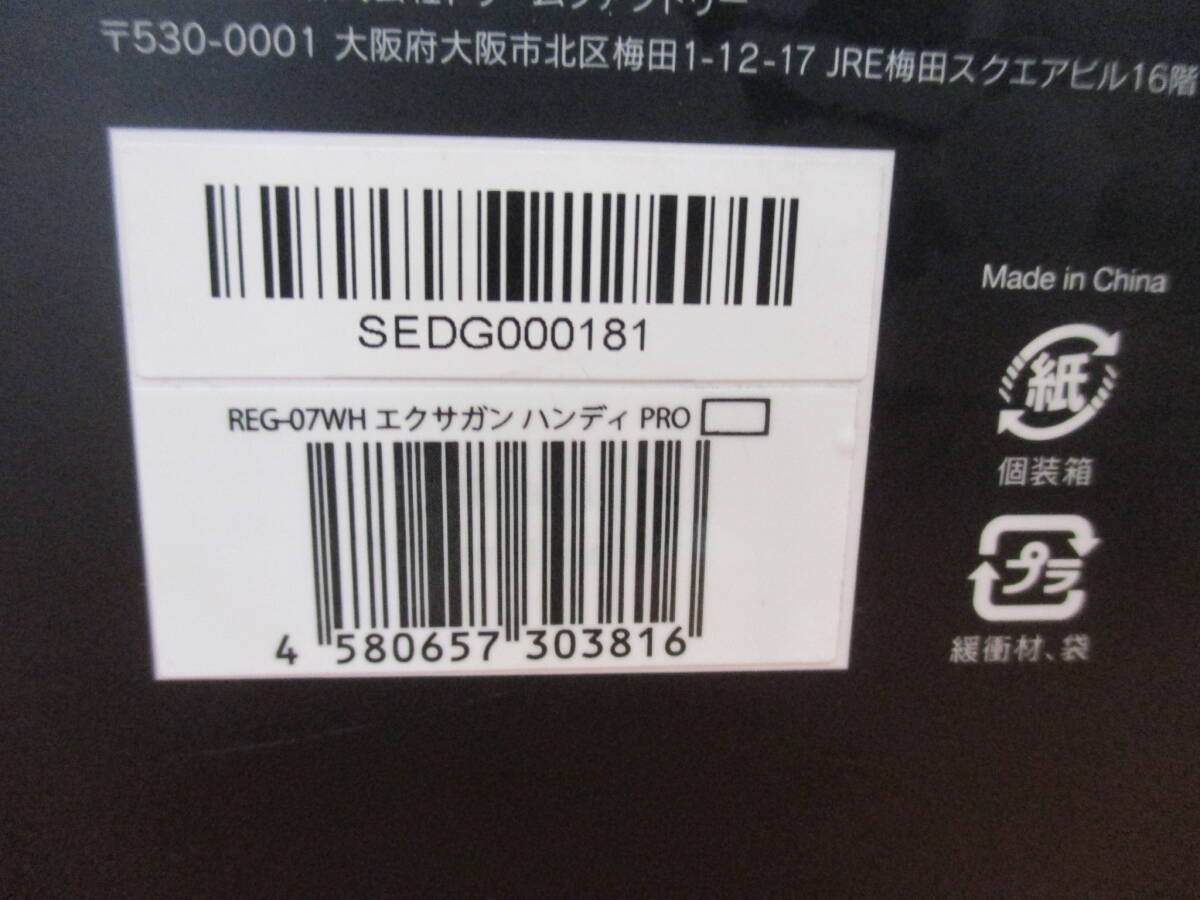 〒530-0001 大阪府大阪市北区梅田1-12-17 JRE梅田スクエアビル16階
SEDG000181
REG-07WH エクサガン ハンディ PRO
4 580657 303816
Made in China
紙
個装箱
プラ
緩衝材、袋